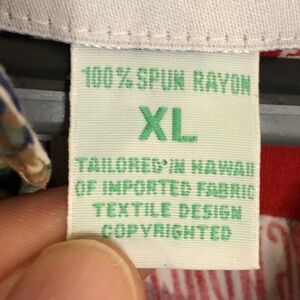 100% SPUN RAYON
XL
TAILORED IN HAWAII
OF IMPORTED FABRIC
TEXTILE DESIGN
COPYRIGHTED